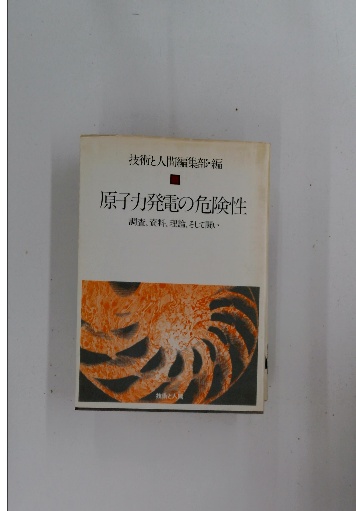 技術と人間編集部・編
原子力発電の危険性
調査、資料、理論、そして闘い
技術と人間